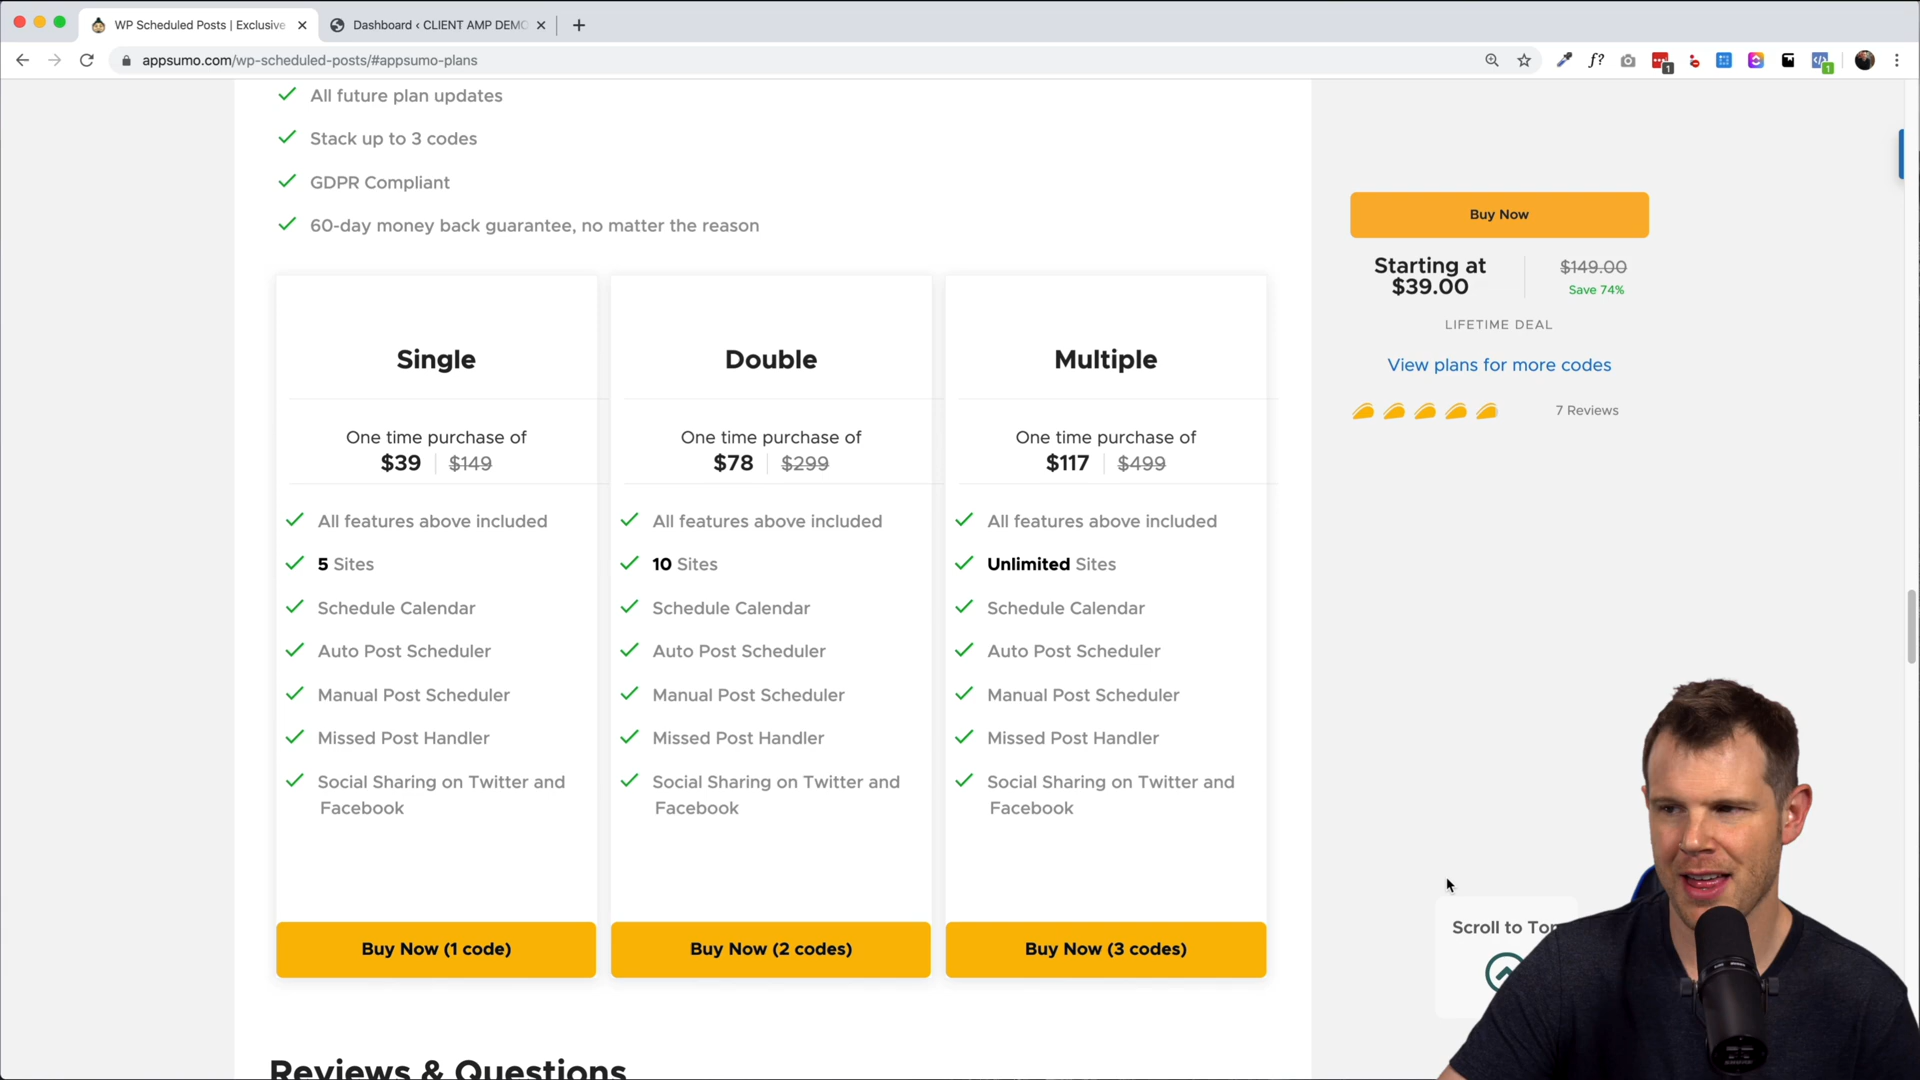 WP Scheduled Posts | Exclusive
Dashboard ‹ CLIENT AMP DEMO
appsumo.com/wp-scheduled-posts/#appsumo-plans
f?
1
1
All future plan updates
Stack up to 3 codes
GDPR Compliant
60-day money back guarantee, no matter the reason
Single
One time purchase of
$39 $149
All features above included
5 Sites
Schedule Calendar
Auto Post Scheduler
Manual Post Scheduler
Missed Post Handler
Social Sharing on Twitter and
Facebook
Buy Now (1 code)
Double
One time purchase of
$78 $299
All features above included
10 Sites
Schedule Calendar
Auto Post Scheduler
Manual Post Scheduler
Missed Post Handler
Social Sharing on Twitter and
Facebook
Buy Now (2 codes)
Multiple
One time purchase of
$117 $499
All features above included
Unlimited Sites
Schedule Calendar
Auto Post Scheduler
Manual Post Scheduler
Missed Post Handler
Social Sharing on Twitter and
Facebook
Buy Now (3 codes)
Buy Now
Starting at
$39.00
$149.00
Save 74%
LIFETIME DEAL
View plans for more codes
7 Reviews
Scroll to Top
Reviews & Questions